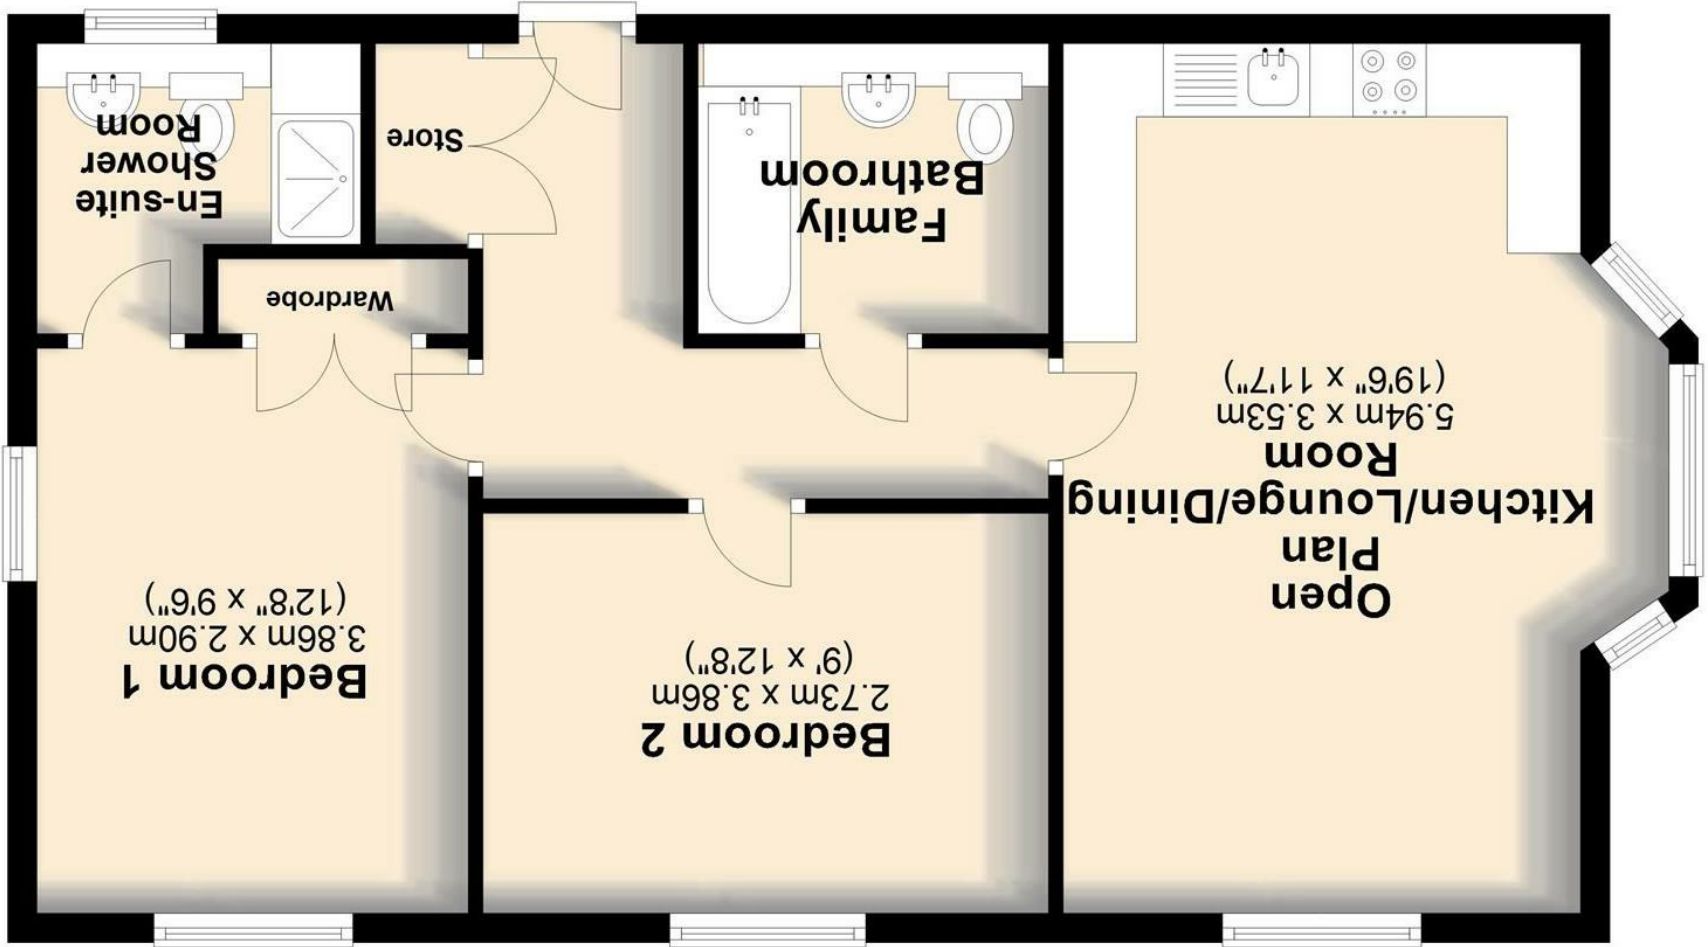 Open
Plan
Kitchen/Lounge/Dining
Room
5.94m x 3.53m
(19'6" x 11'7")
Bedroom 2
2.73m x 3.86m
(9' x 12'8")
Bedroom 1
3.86m x 2.90m
(12'8" x 9'6")
Wardrobe
Family
Bathroom
Store
En-suite
Shower
Room